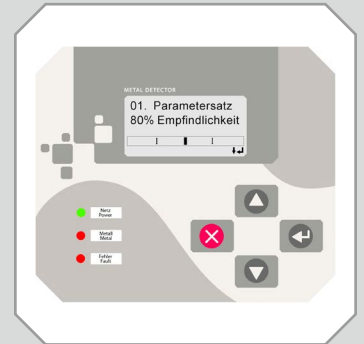 METAL DETECTOR
01. Parametersatz
80% Empfindlichkeit
Netz
Power
Metall
Metal
Fehler
Fault